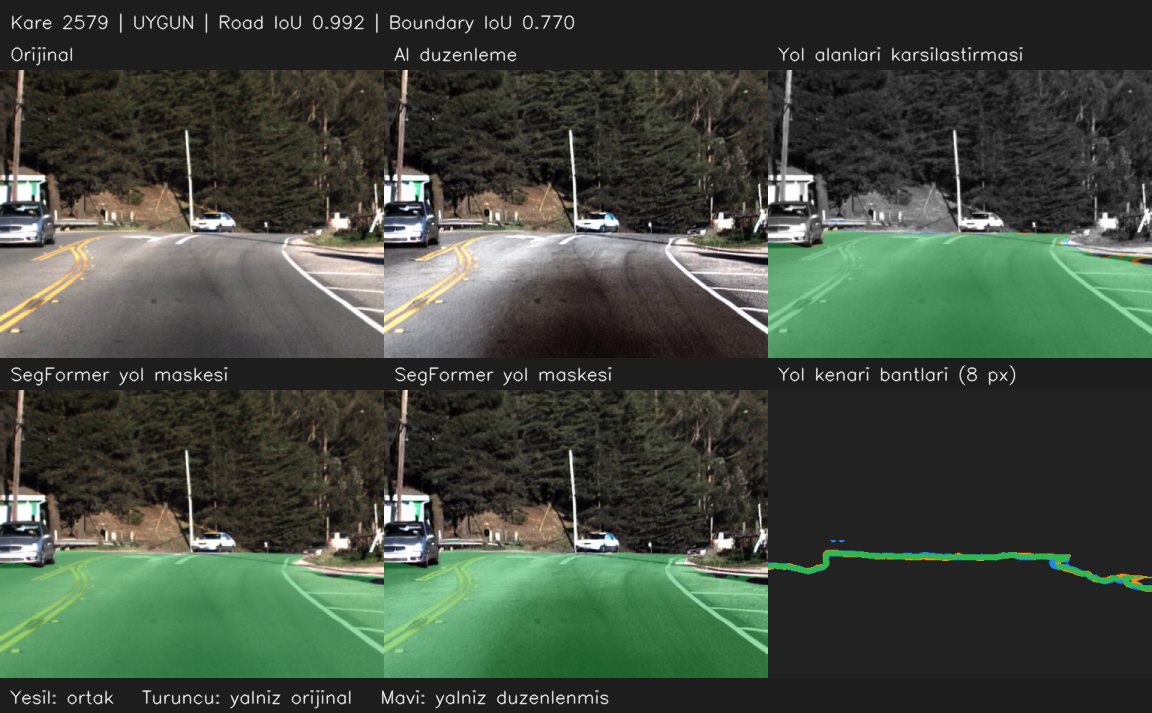 Kare 2579 | UYGUN | Road IoU 0.992 | Boundary IoU 0.770
Orijinal
AI duzenleme
Yol alanlari karsilastirmasi
SegFormer yol maskesi
SegFormer yol maskesi
Yol kenari bantlari (8 px)
Yesil: ortak Turuncu: yalniz orijinal Mavi: yalniz duzenlenmis